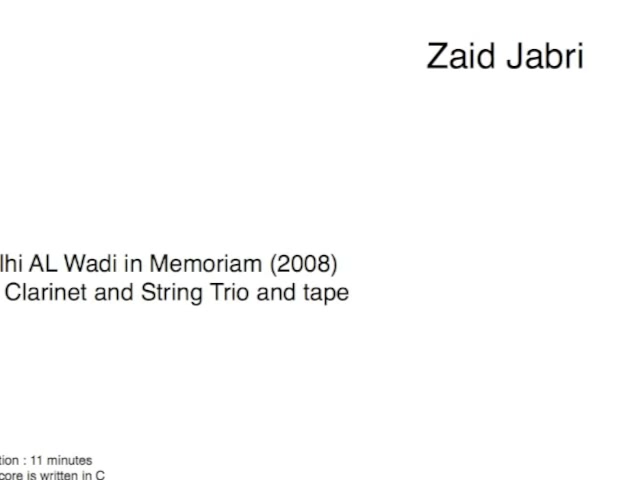 Zaid Jabri
lhi AL Wadi in Memoriam (2008)
Clarinet and String Trio and tape
tion : 11 minutes
core is written in C